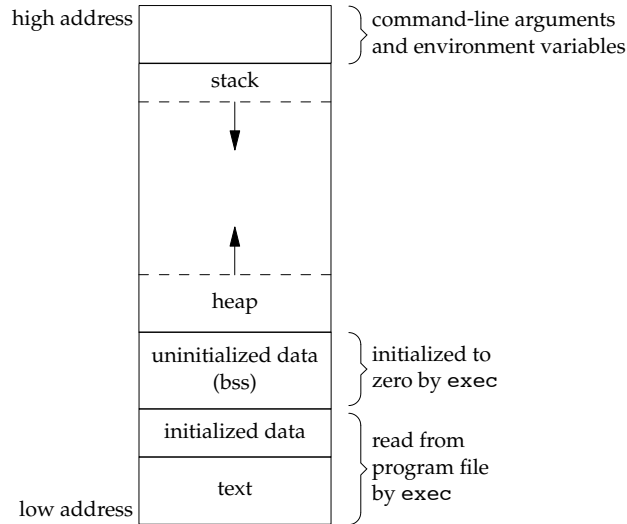 high address
command-line arguments
and environment variables
stack
heap
uninitialized data
(bss)
initialized to
zero by exec
initialized data
read from
program file
by exec
text
low address